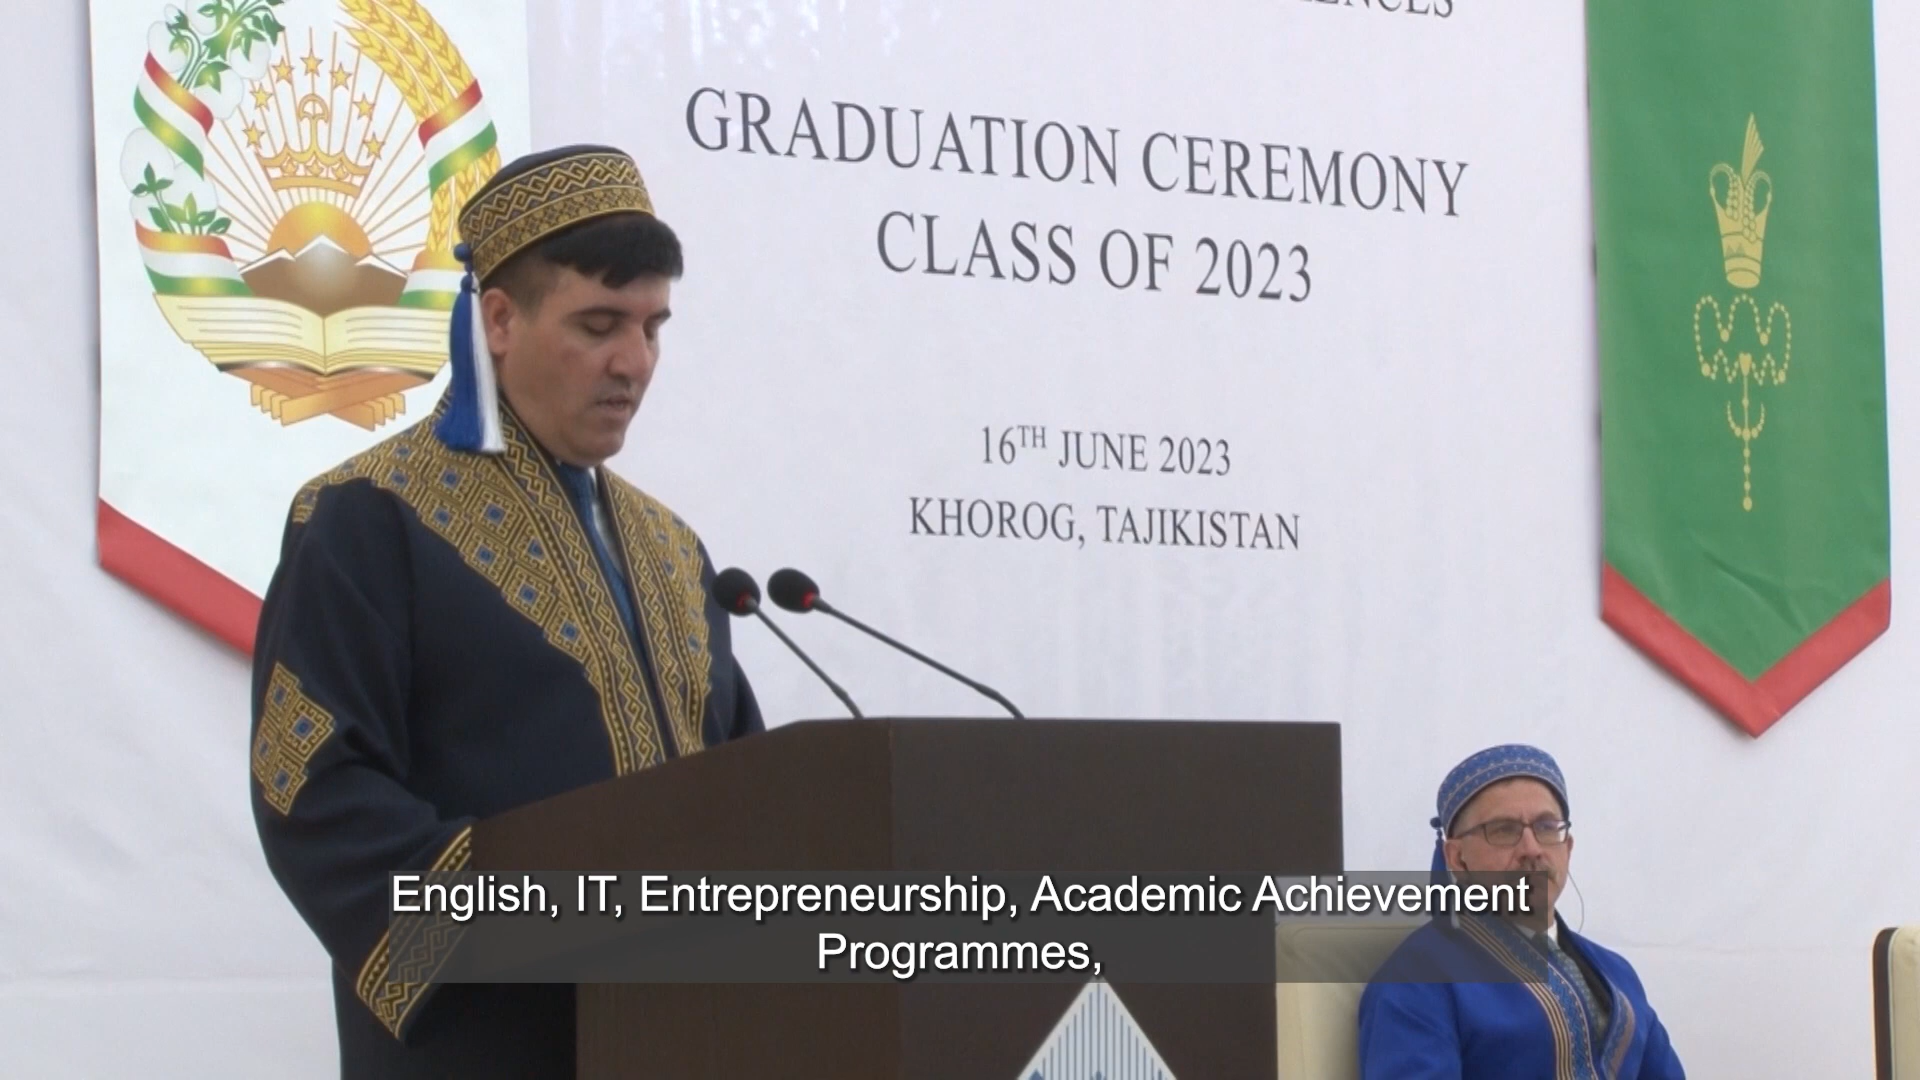 GRADUATION CEREMONY
CLASS OF 2023
16TH JUNE 2023
KHOROG, TAJIKISTAN
English, IT, Entrepreneurship, Academic Achievement
Programmes,